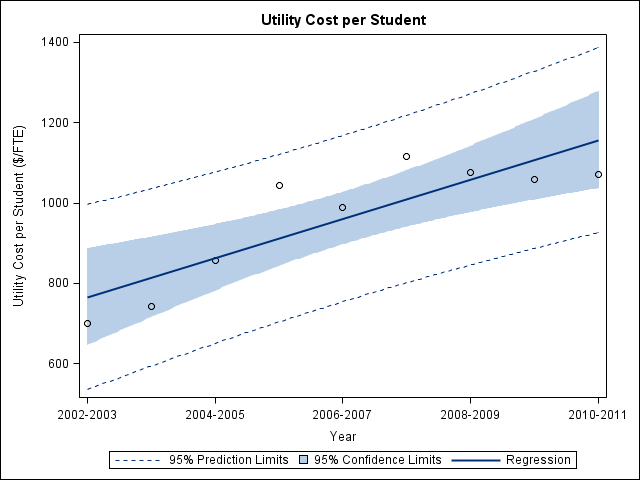 Utility Cost per Student
1400
1200
1000
800
600
Utility Cost per Student ($/FTE)
2002-2003 2004-2005 2006-2007 2008-2009 2010-2011
Year
95% Prediction Limits 95% Confidence Limits Regression